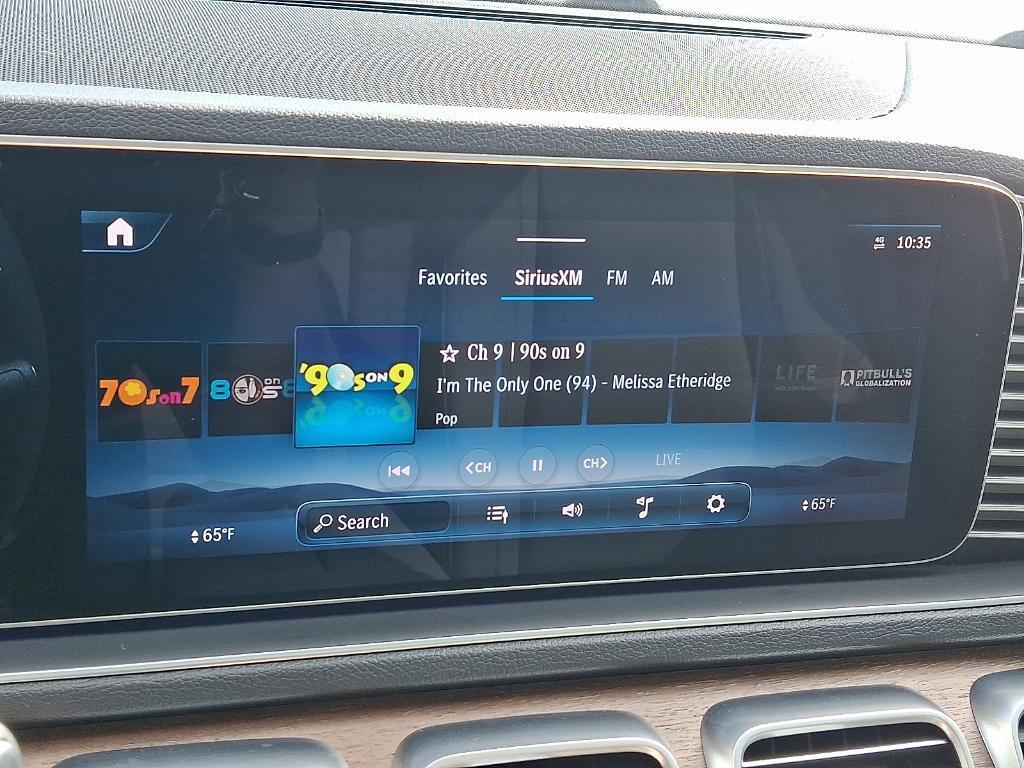 4G 10:35
Favorites SiriusXM FM AM
70s on 7
80s on 8
'90s ON 9
Ch 9 | 90s on 9
I'm The Only One (94) - Melissa Etheridge
Pop
LIFE
PITBULL'S
GLOBALIZATION
<CH
CH>
LIVE
Search
65°F
65°F